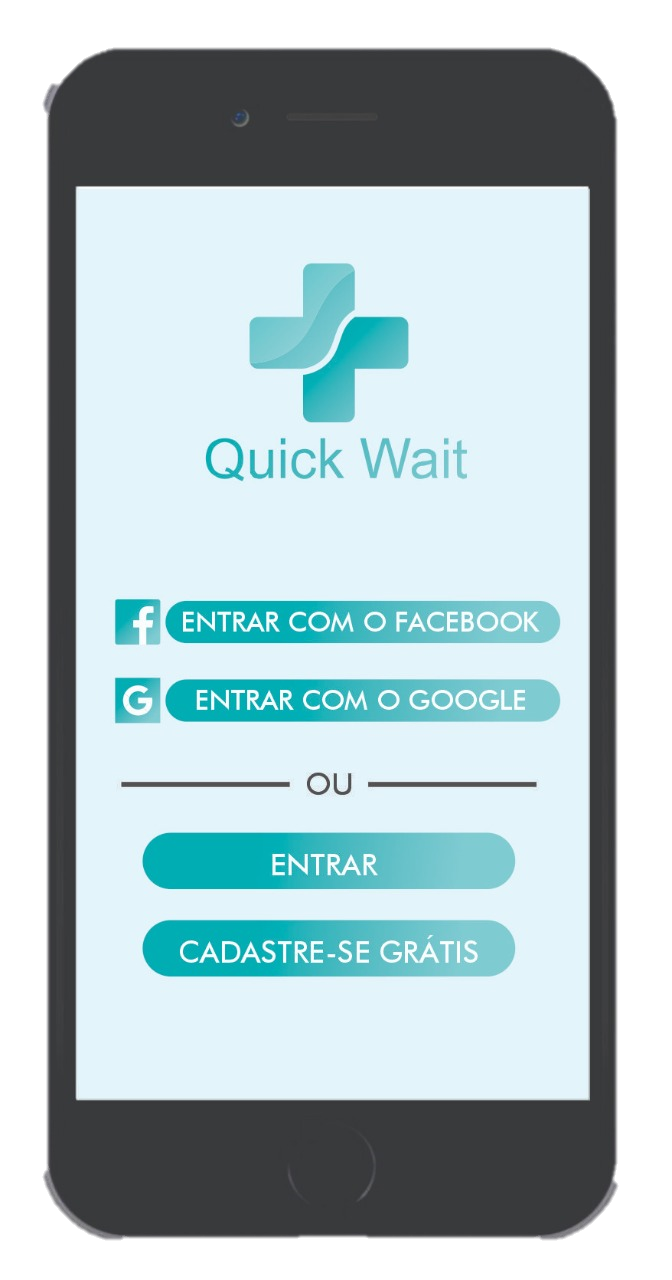 Quick Wait
f ENTRAR COM O FACEBOOK
G ENTRAR COM O GOOGLE
OU
ENTRAR
CADASTRE-SE GRÁTIS